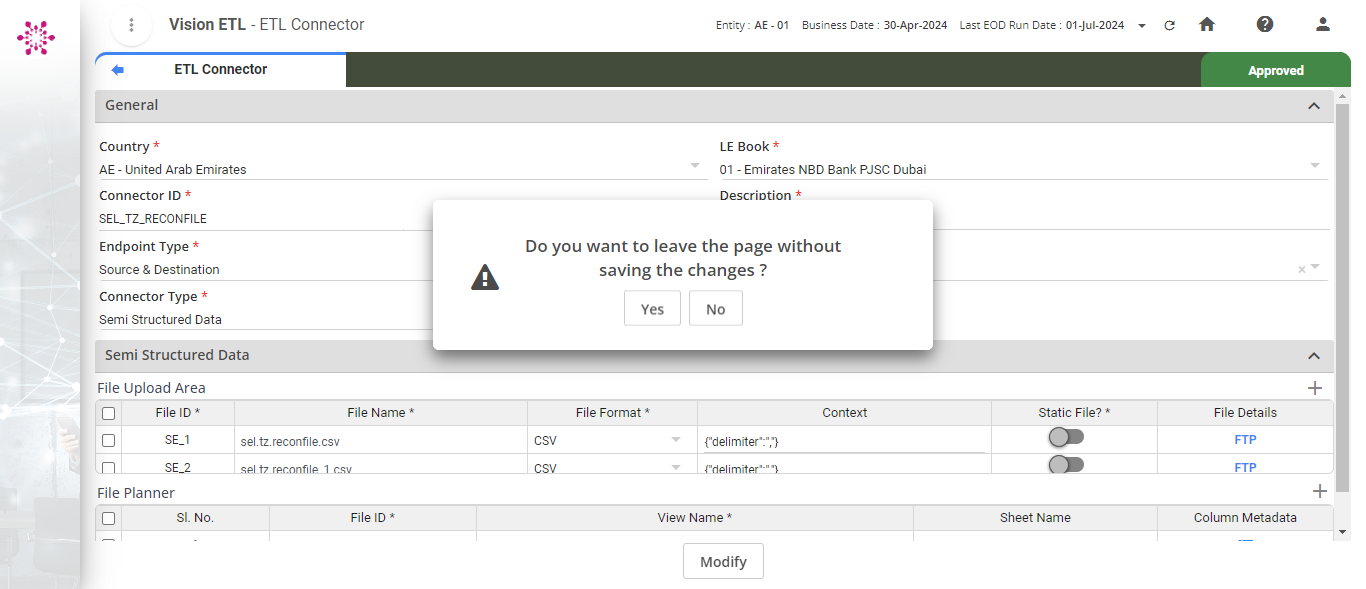 Vision ETL - ETL Connector
Entity : AE - 01 Business Date : 30-Apr-2024 Last EOD Run Date : 01-Jul-2024
ETL Connector
Approved
General
Country *
LE Book *
AE - United Arab Emirates
01 - Emirates NBD Bank PJSC Dubai
Connector ID *
Description *
SEL_TZ_RECONFILE
Endpoint Type *
Source & Destination
Connector Type *
Semi Structured Data
Do you want to leave the page without
saving the changes ?
Yes No
Semi Structured Data
File Upload Area
File ID * File Name * File Format * Context Static File? * File Details
SE_1 sel.tz.reconfile.csv CSV {"delimiter":","} FTP
SE_2 sel.tz.reconfile_1.csv CSV {"delimiter":","} FTP
File Planner
Sl. No. File ID * View Name * Sheet Name Column Metadata
Modify